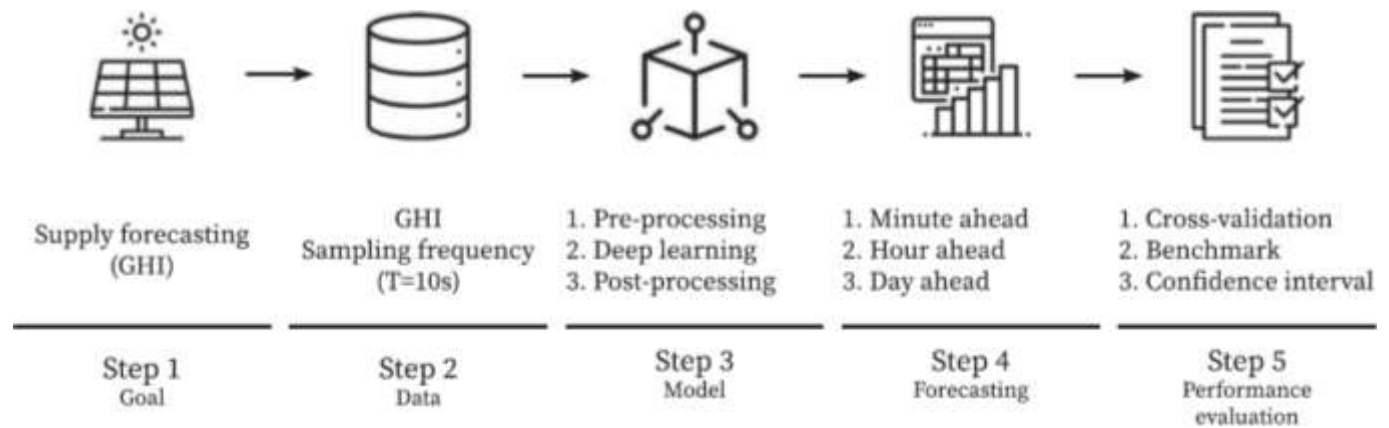 Supply forecasting
(GHI)
GHI
Sampling frequency
(T=10s)
1. Pre-processing
2. Deep learning
3. Post-processing
1. Minute ahead
2. Hour ahead
3. Day ahead
1. Cross-validation
2. Benchmark
3. Confidence interval
Step 1
Goal
Step 2
Data
Step 3
Model
Step 4
Forecasting
Step 5
Performance
evaluation